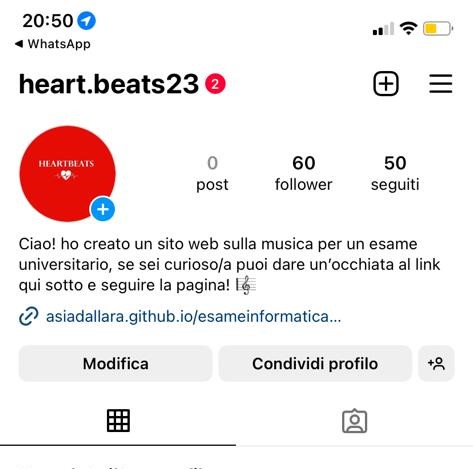 20:50
◀ WhatsApp
heart.beats23 2
HEARTBEATS
0 60 50
post follower seguiti
Ciao! ho creato un sito web sulla musica per un esame
universitario, se sei curioso/a puoi dare un'occhiata al link
qui sotto e seguire la pagina! 🎼
asiadallara.github.io/esameinformatica...
Modifica Condividi profilo